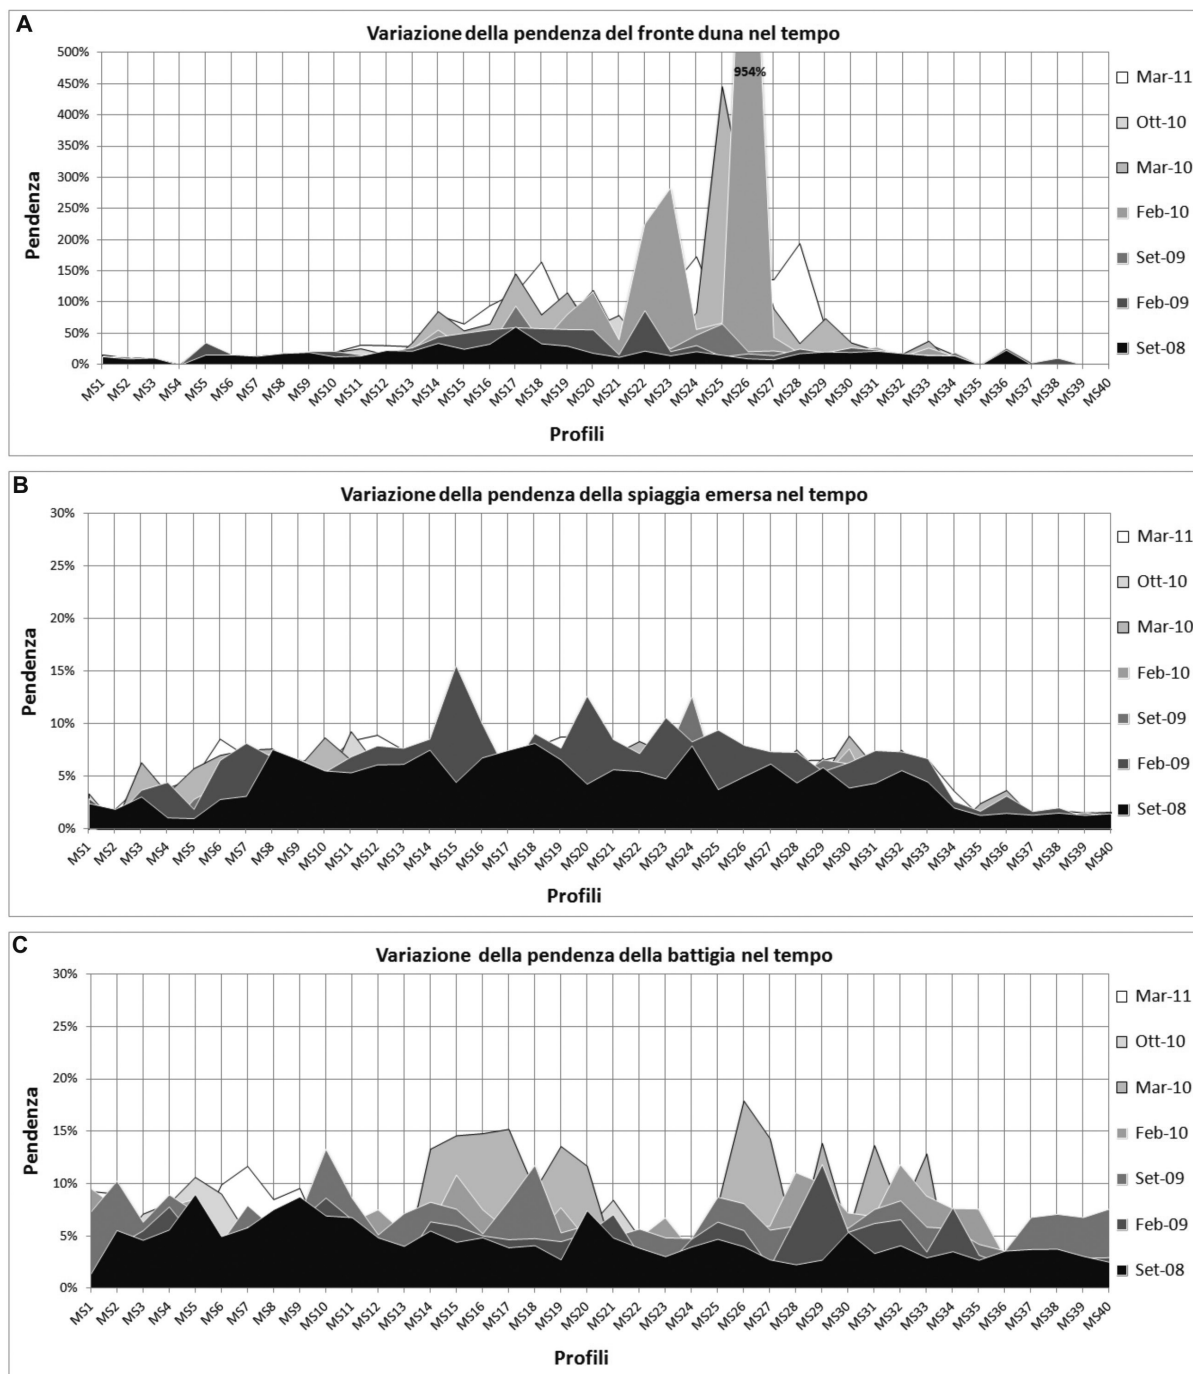 A
Variazione della pendenza del fronte duna nel tempo
Pendenza
500%
450%
400%
350%
300%
250%
200%
150%
100%
50%
0%
954%
MS1 MS2 MS3 MS4 MS5 MS6 MS7 MS8 MS9 MS10 MS11 MS12 MS13 MS14 MS15 MS16 MS17 MS18 MS19 MS20 MS21 MS22 MS23 MS24 MS25 MS26 MS27 MS28 MS29 MS30 MS31 MS32 MS33 MS34 MS35 MS36 MS37 MS38 MS39 MS40
Profili
Mar-11
Ott-10
Mar-10
Feb-10
Set-09
Feb-09
Set-08
B
Variazione della pendenza della spiaggia emersa nel tempo
Pendenza
30%
25%
20%
15%
10%
5%
0%
MS1 MS2 MS3 MS4 MS5 MS6 MS7 MS8 MS9 MS10 MS11 MS12 MS13 MS14 MS15 MS16 MS17 MS18 MS19 MS20 MS21 MS22 MS23 MS24 MS25 MS26 MS27 MS28 MS29 MS30 MS31 MS32 MS33 MS34 MS35 MS36 MS37 MS38 MS39 MS40
Profili
Mar-11
Ott-10
Mar-10
Feb-10
Set-09
Feb-09
Set-08
C
Variazione della pendenza della battigia nel tempo
Pendenza
30%
25%
20%
15%
10%
5%
0%
MS1 MS2 MS3 MS4 MS5 MS6 MS7 MS8 MS9 MS10 MS11 MS12 MS13 MS14 MS15 MS16 MS17 MS18 MS19 MS20 MS21 MS22 MS23 MS24 MS25 MS26 MS27 MS28 MS29 MS30 MS31 MS32 MS33 MS34 MS35 MS36 MS37 MS38 MS39 MS40
Profili
Mar-11
Ott-10
Mar-10
Feb-10
Set-09
Feb-09
Set-08